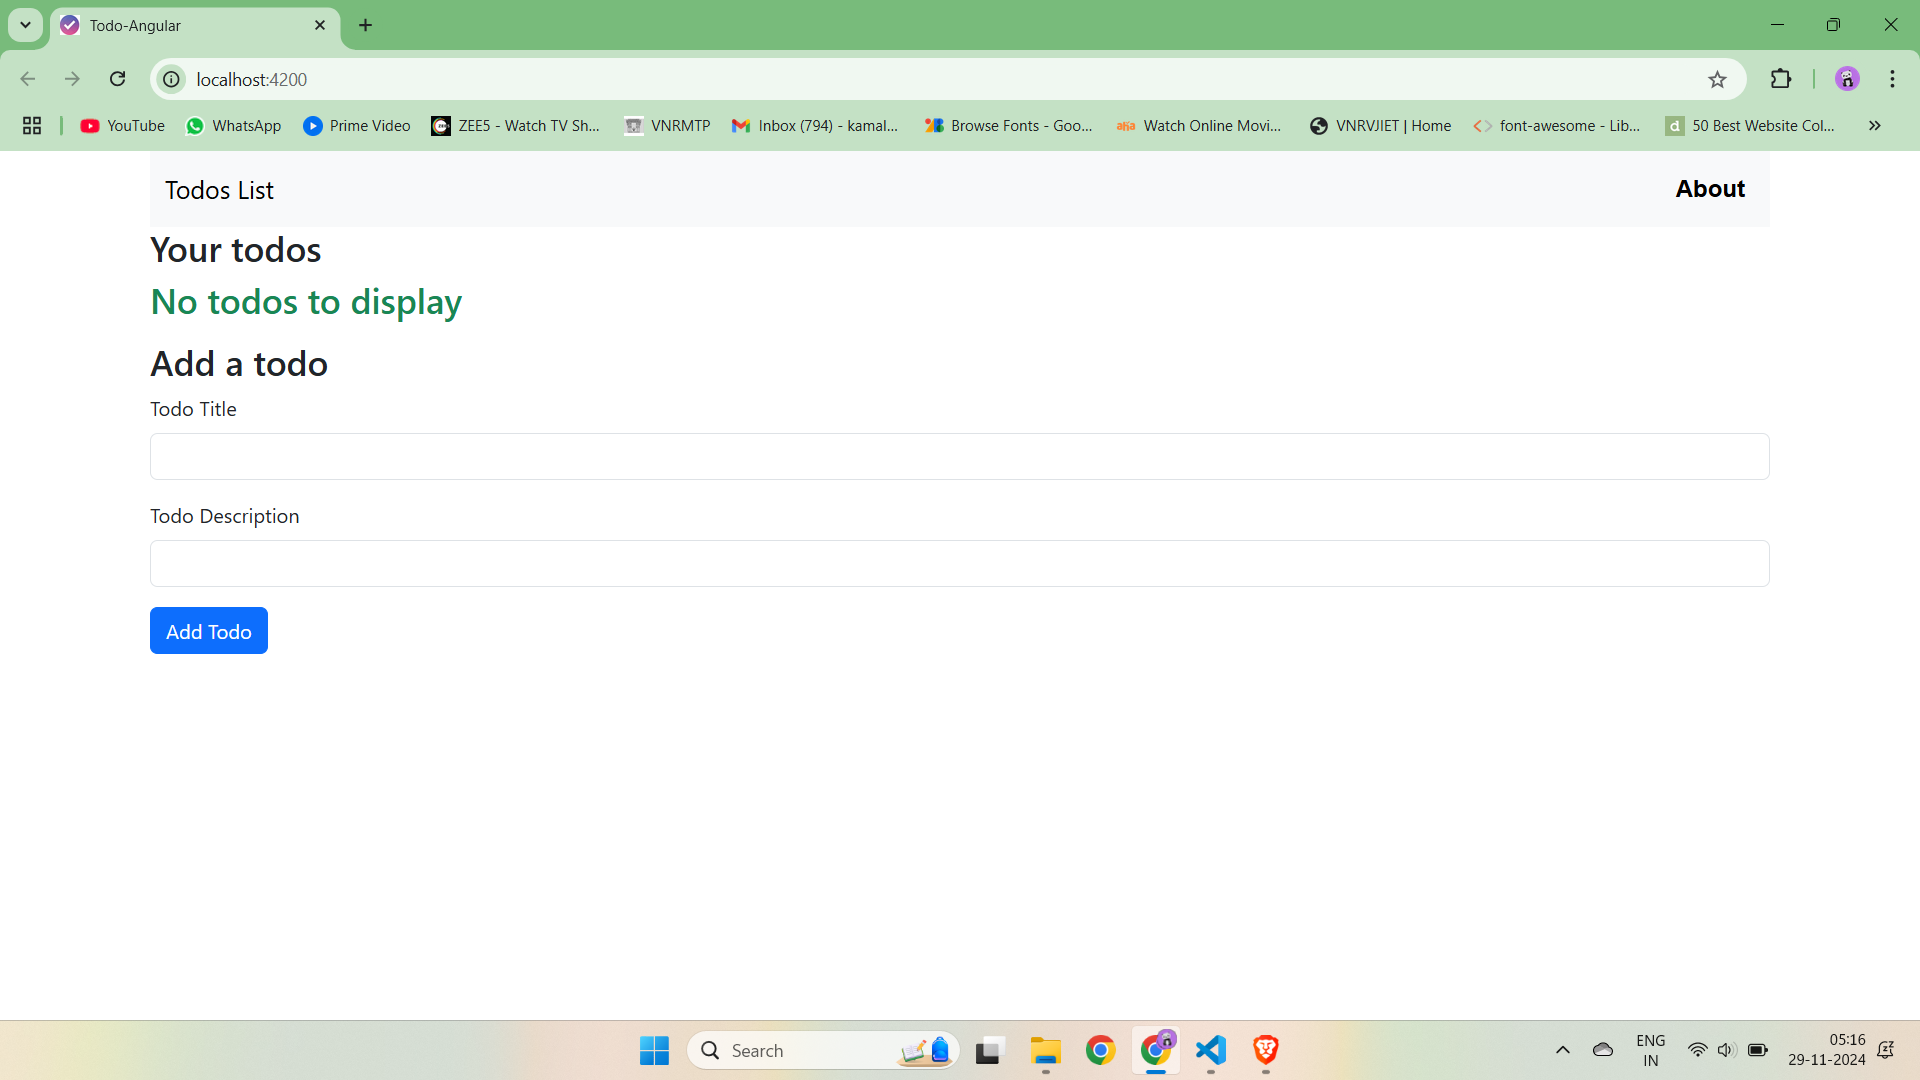 Todo-Angular
localhost:4200
YouTube WhatsApp Prime Video ZEE5 - Watch TV Sh... VNRMTP Inbox (794) - kamal... Browse Fonts - Goo... aha Watch Online Movi... VNRVJIET | Home font-awesome - Lib... d 50 Best Website Col... »
Todos List About
Your todos
No todos to display
Add a todo
Todo Title
Todo Description
Add Todo
Search
ENG
IN
05:16
29-11-2024